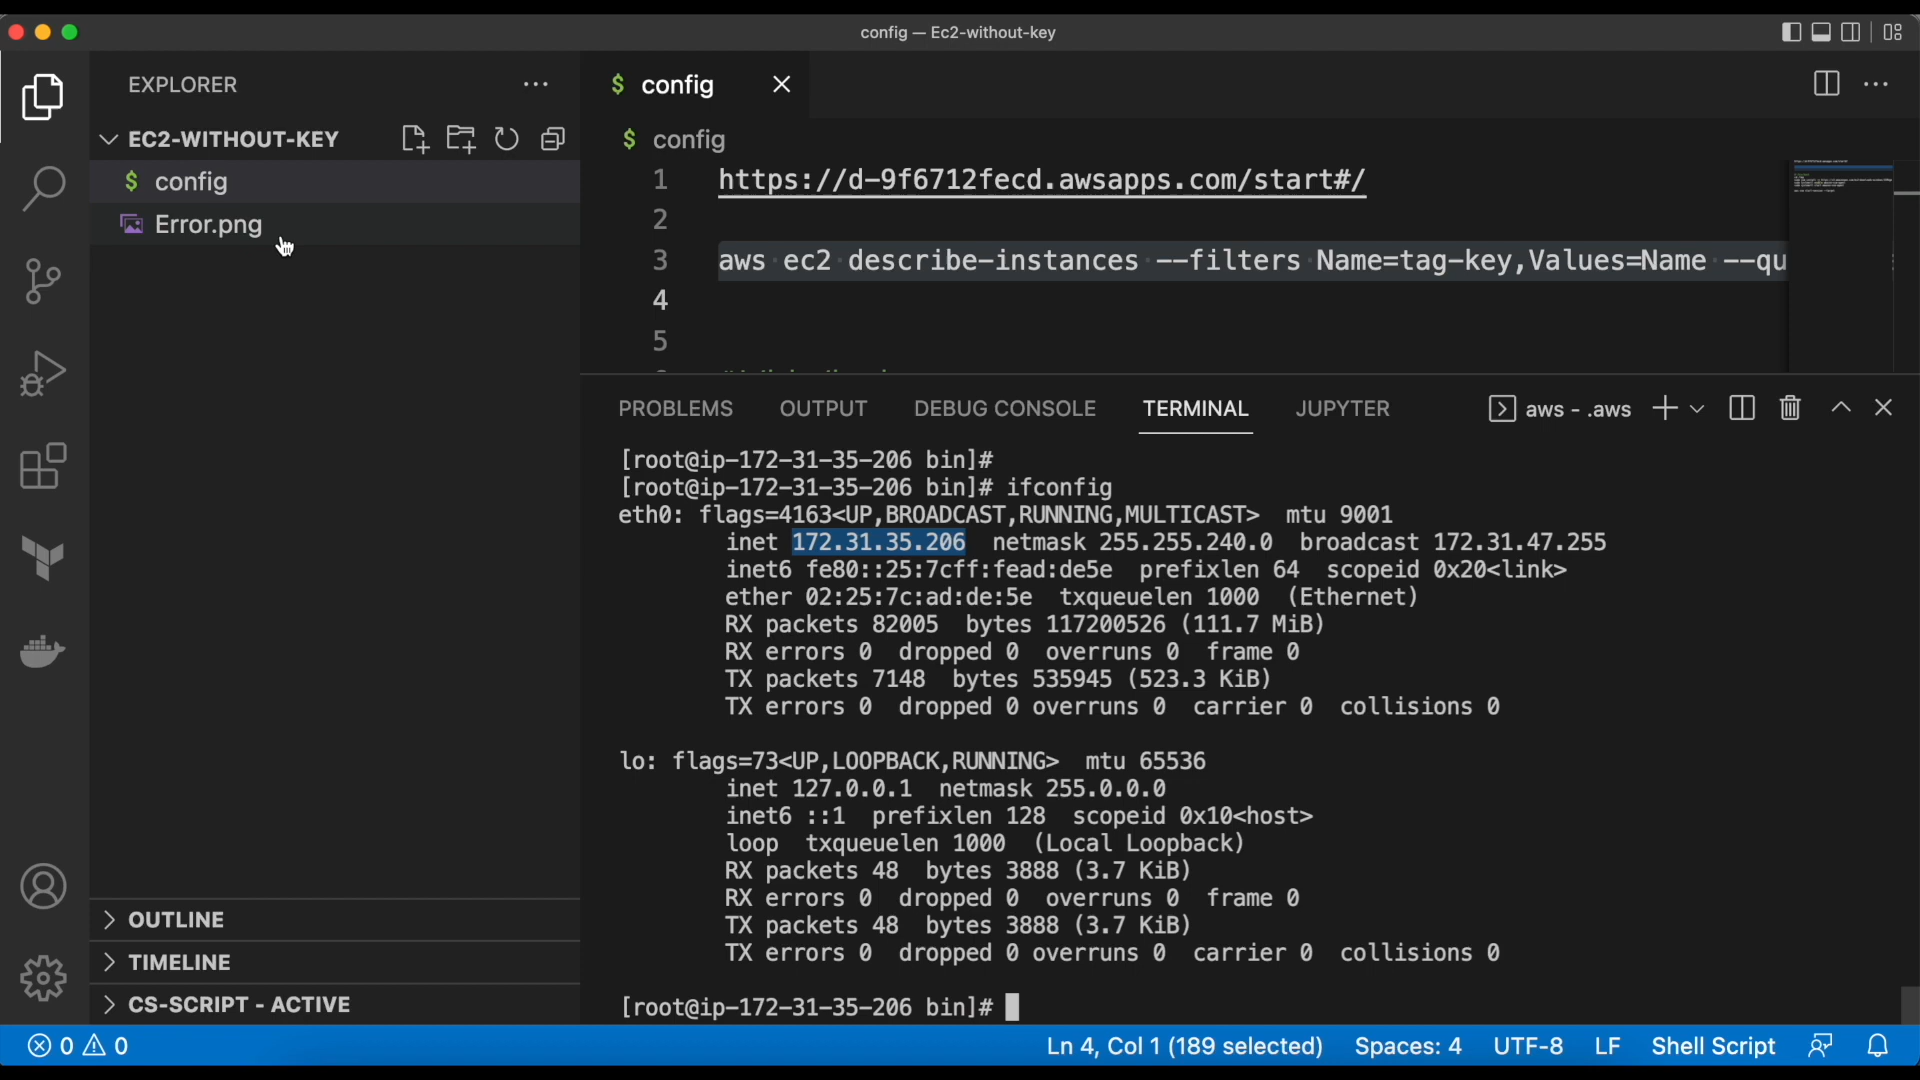 config — Ec2-without-key
EXPLORER
EC2-WITHOUT-KEY
$ config
Error.png
OUTLINE
TIMELINE
CS-SCRIPT - ACTIVE
$ config
$ config
1 https://d-9f6712fecd.awsapps.com/start#/
2
3 aws ec2 describe-instances --filters Name=tag-key,Values=Name --qu
4
5
PROBLEMS OUTPUT DEBUG CONSOLE TERMINAL JUPYTER aws - .aws
[root@ip-172-31-35-206 bin]#
[root@ip-172-31-35-206 bin]# ifconfig
eth0: flags=4163<UP,BROADCAST,RUNNING,MULTICAST> mtu 9001
inet 172.31.35.206 netmask 255.255.240.0 broadcast 172.31.47.255
inet6 fe80::25:7cff:fead:de5e prefixlen 64 scopeid 0x20<link>
ether 02:25:7c:ad:de:5e txqueuelen 1000 (Ethernet)
RX packets 82005 bytes 117200526 (111.7 MiB)
RX errors 0 dropped 0 overruns 0 frame 0
TX packets 7148 bytes 535945 (523.3 KiB)
TX errors 0 dropped 0 overruns 0 carrier 0 collisions 0
lo: flags=73<UP,LOOPBACK,RUNNING> mtu 65536
inet 127.0.0.1 netmask 255.0.0.0
inet6 ::1 prefixlen 128 scopeid 0x10<host>
loop txqueuelen 1000 (Local Loopback)
RX packets 48 bytes 3888 (3.7 KiB)
RX errors 0 dropped 0 overruns 0 frame 0
TX packets 48 bytes 3888 (3.7 KiB)
TX errors 0 dropped 0 overruns 0 carrier 0 collisions 0
[root@ip-172-31-35-206 bin]#
0 0 Ln 4, Col 1 (189 selected) Spaces: 4 UTF-8 LF Shell Script